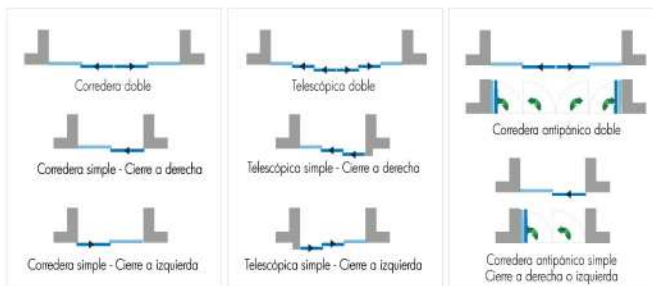 Corredera doble
Corredera simple - Cierre a derecha
Corredera simple - Cierre a izquierda
Telescópica doble
Telescópica simple - Cierre a derecha
Telescópica simple - Cierre a izquierda
Corredera antipánico doble
Corredera antipánico simple
Cierre a derecha o izquierda